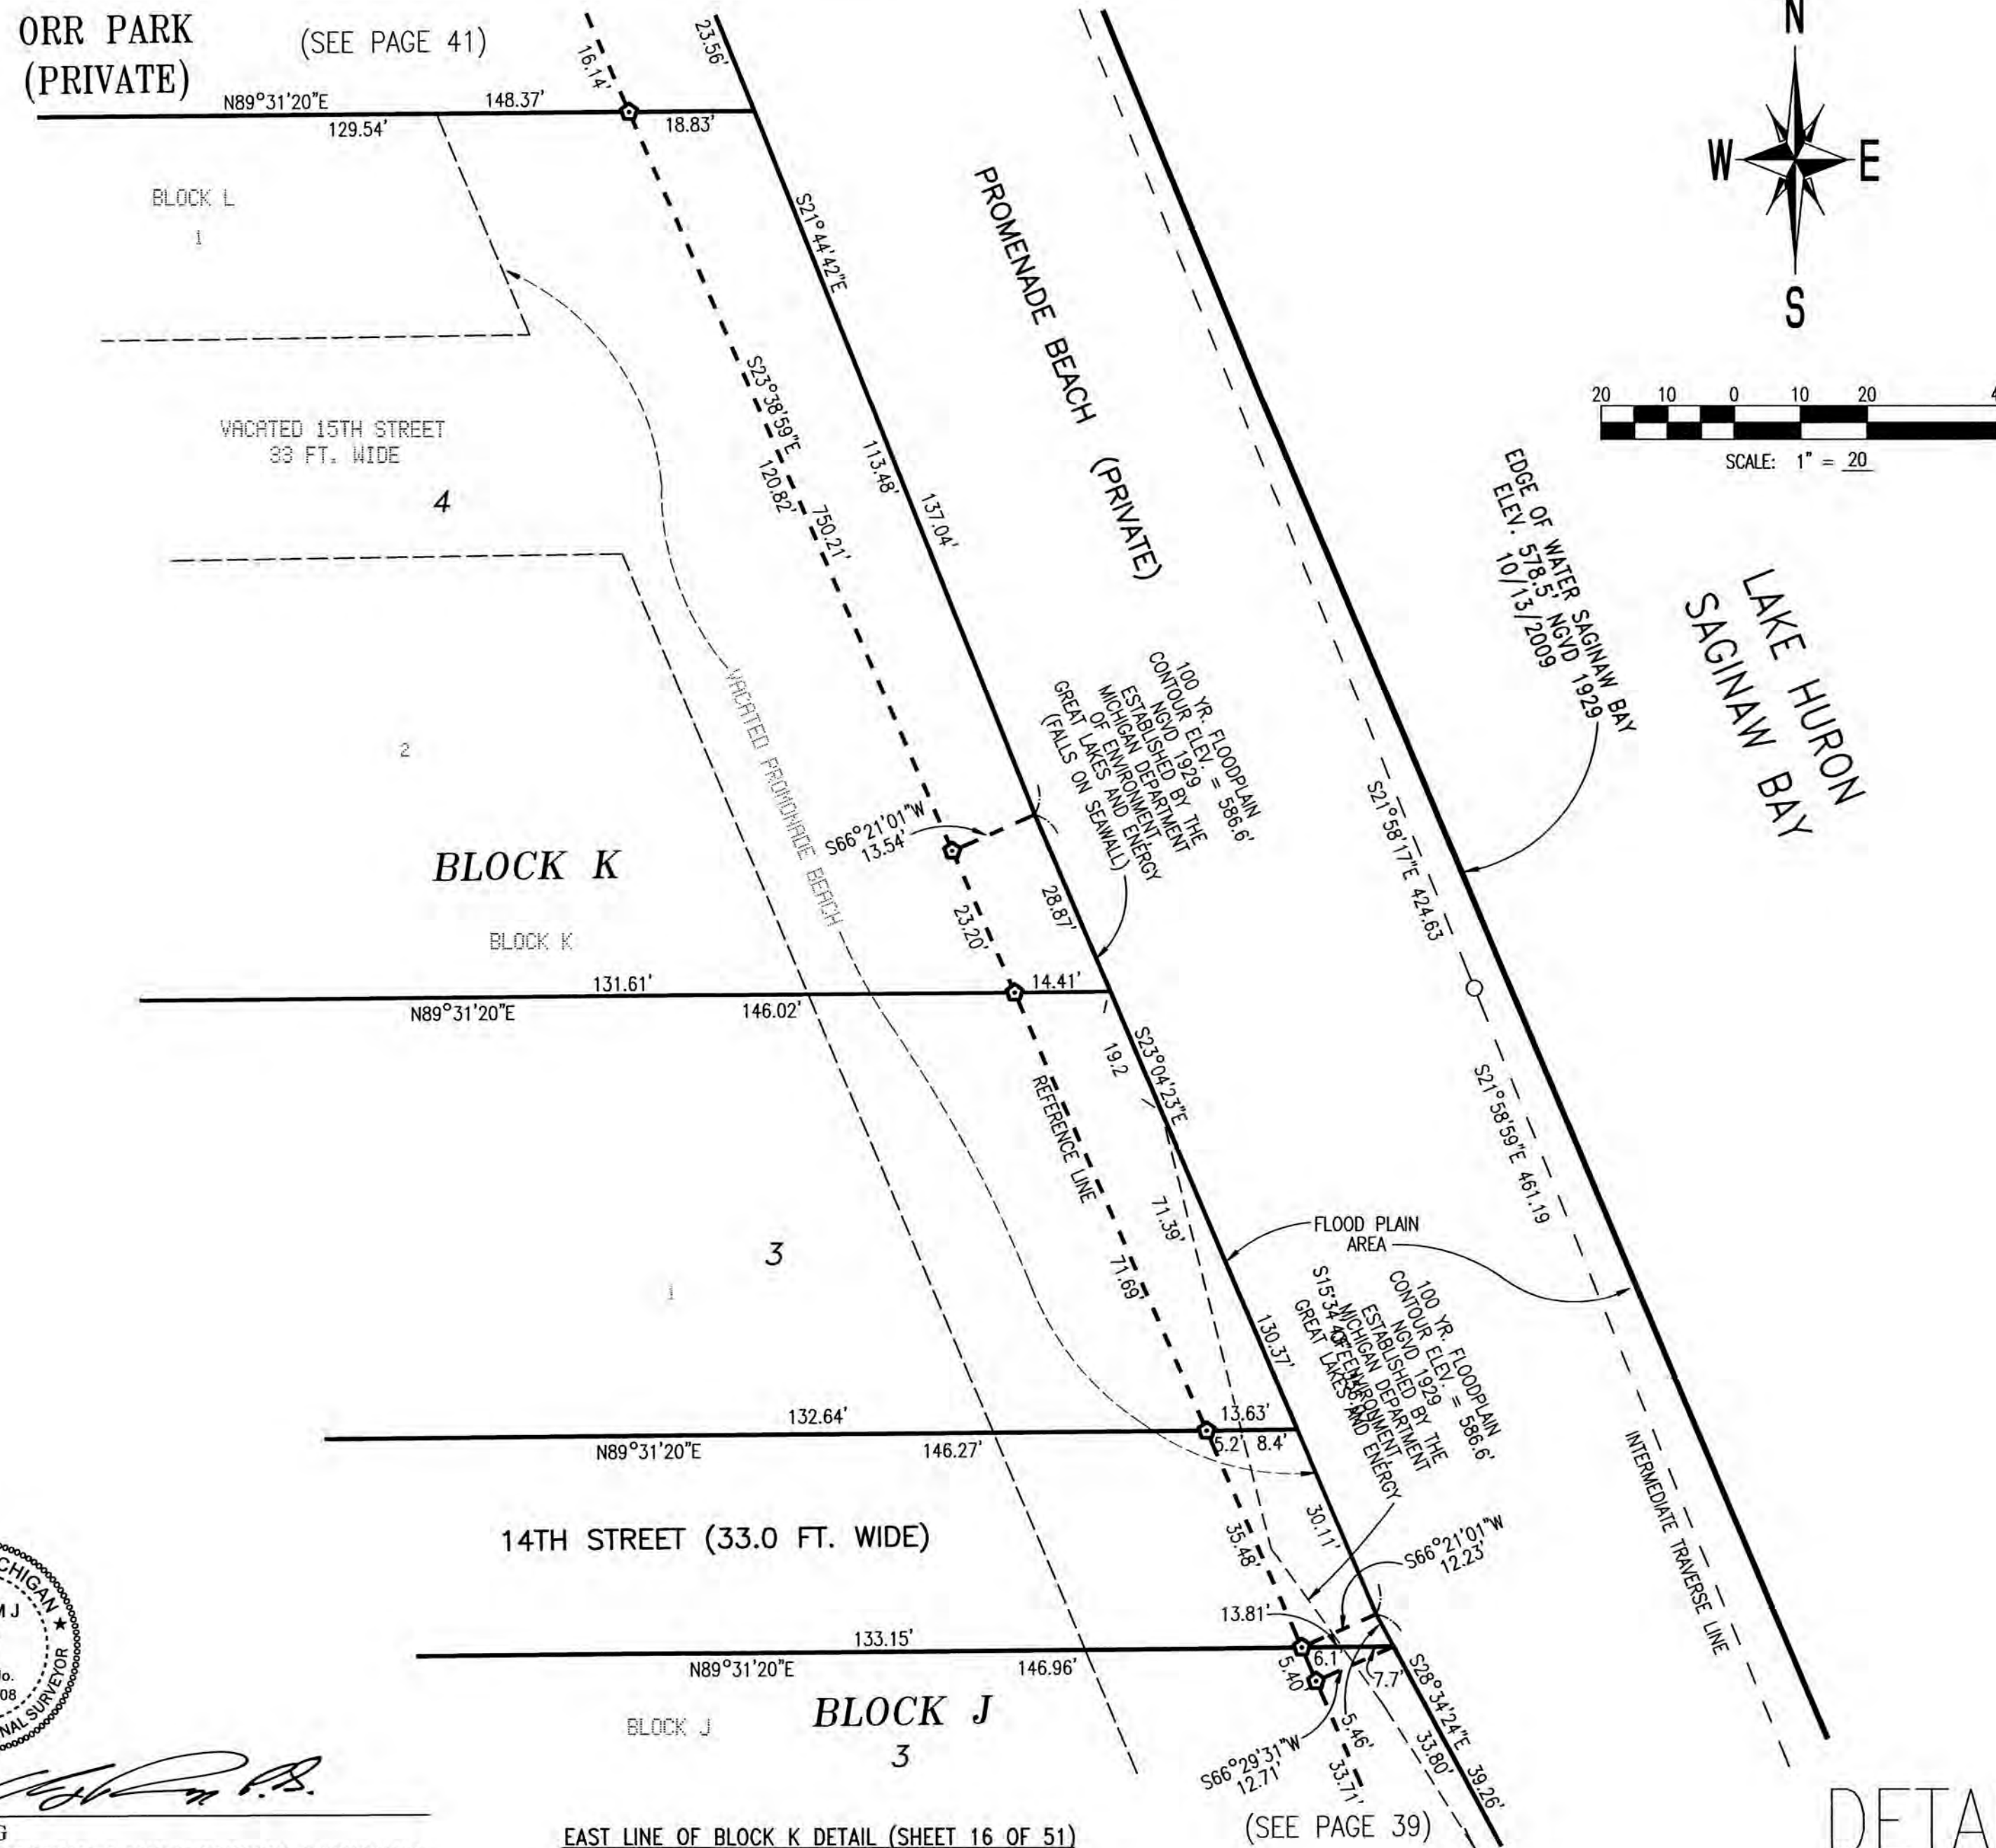 ORR PARK
(PRIVATE)
(SEE PAGE 41)
N89°31'20"E
148.37'
129.54'
16.14'
23.56'
18.83'
BLOCK L
1
S21°44'42"E
113.48'
137.04'
S23°38'59"E
120.82'
750.21'
VACATED 15TH STREET
33 FT. WIDE
4
PROMENADE BEACH (PRIVATE)
N
W
E
S
20 10 0 10 20 4
SCALE: 1" = 20
EDGE OF WATER SAGINAW BAY
ELEV. 578.5' NGVD 1929
10/13/2009
LAKE HURON
SAGINAW BAY
100 YR. FLOODPLAIN
CONTOUR ELEV. = 586.6'
NGVD 1929
ESTABLISHED BY THE
MICHIGAN DEPARTMENT
OF ENVIRONMENT,
GREAT LAKES AND ENERGY
(FALLS ON SEAWALL)
2
VACATED PROMONADE BEACH
S66°21'01"W
13.54'
BLOCK K
BLOCK K
23.20'
28.87'
S21°58'17"E 424.63
131.61'
14.41'
N89°31'20"E
146.02'
19.2
S23°04'23"E
REFERENCE LINE
S21°58'59"E 461.19
71.39'
71.69'
3
1
FLOOD PLAIN
AREA
130.37'
100 YR. FLOODPLAIN
CONTOUR ELEV. = 586.6'
NGVD 1929
ESTABLISHED BY THE
MICHIGAN DEPARTMENT
OF ENVIRONMENT,
GREAT LAKES AND ENERGY
132.64'
13.63'
N89°31'20"E
146.27'
5.2'
8.4'
14TH STREET (33.0 FT. WIDE)
35.48'
30.11'
S66°21'01"W
12.23'
INTERMEDIATE TRAVERSE LINE
13.81'
133.15'
N89°31'20"E
146.96'
6.1'
7.7'
5.40'
S28°34'24"E
BLOCK J
BLOCK J
3
5.46'
33.80'
39.26'
S66°29'31"W
12.71'
33.71'
(SEE PAGE 39)
CHIGAN ★
M J
No.
08
NAL SURVEYOR
P.S.
G
EAST LINE OF BLOCK K DETAIL (SHEET 16 OF 51)
DETA